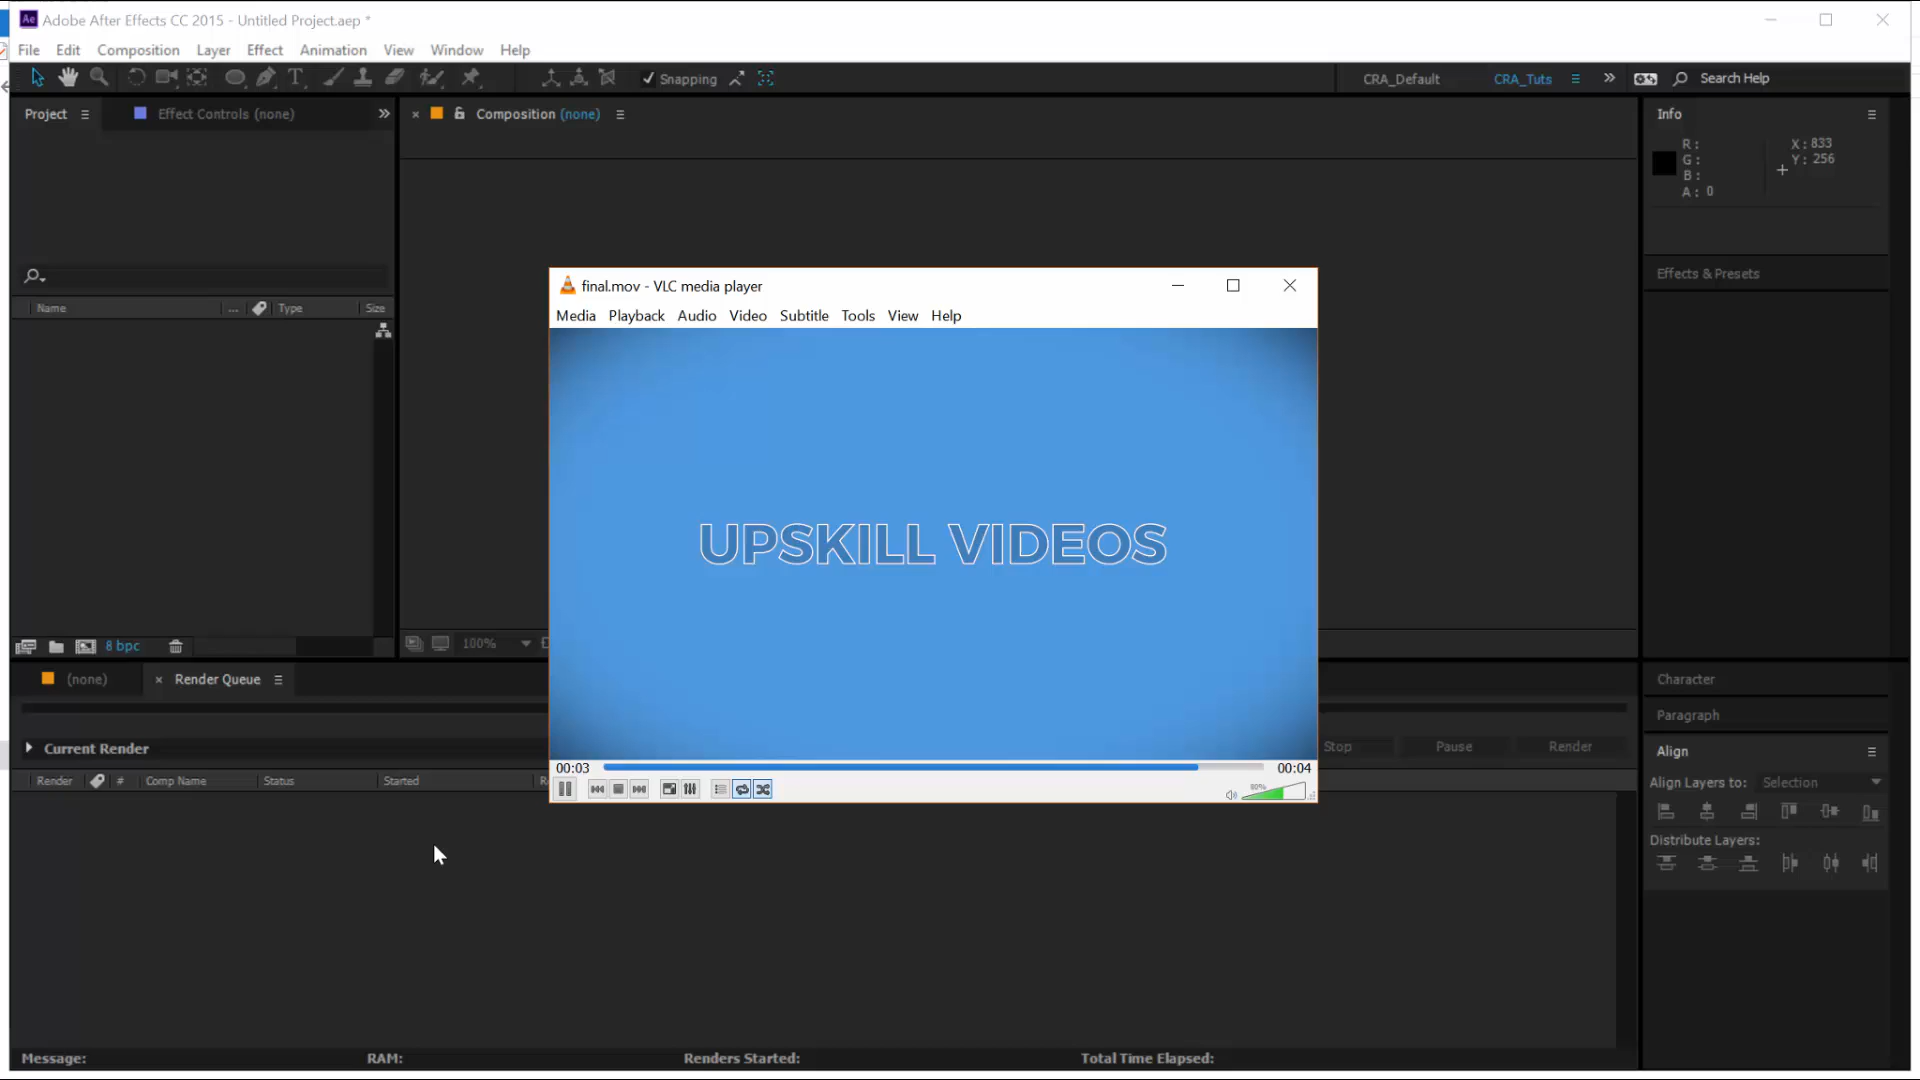 Adobe After Effects CC 2015 - Untitled Project.aep *
File Edit Composition Layer Effect Animation View Window Help
Snapping CRA_Default CRA_Tuts Search Help
Project Effect Controls (none) Composition (none) Info
R: X: 833
G: Y: 256
B:
A: 0
Effects & Presets
Name ... Type Size
final.mov - VLC media player
Media Playback Audio Video Subtitle Tools View Help
UPSKILL VIDEOS
00:03 00:04
80%
8 bpc 100%
(none) Render Queue
Current Render Stop Pause Render
Render # Comp Name Status Started
Character
Paragraph
Align
Align Layers to: Selection
Distribute Layers:
Message: RAM: Renders Started: Total Time Elapsed: